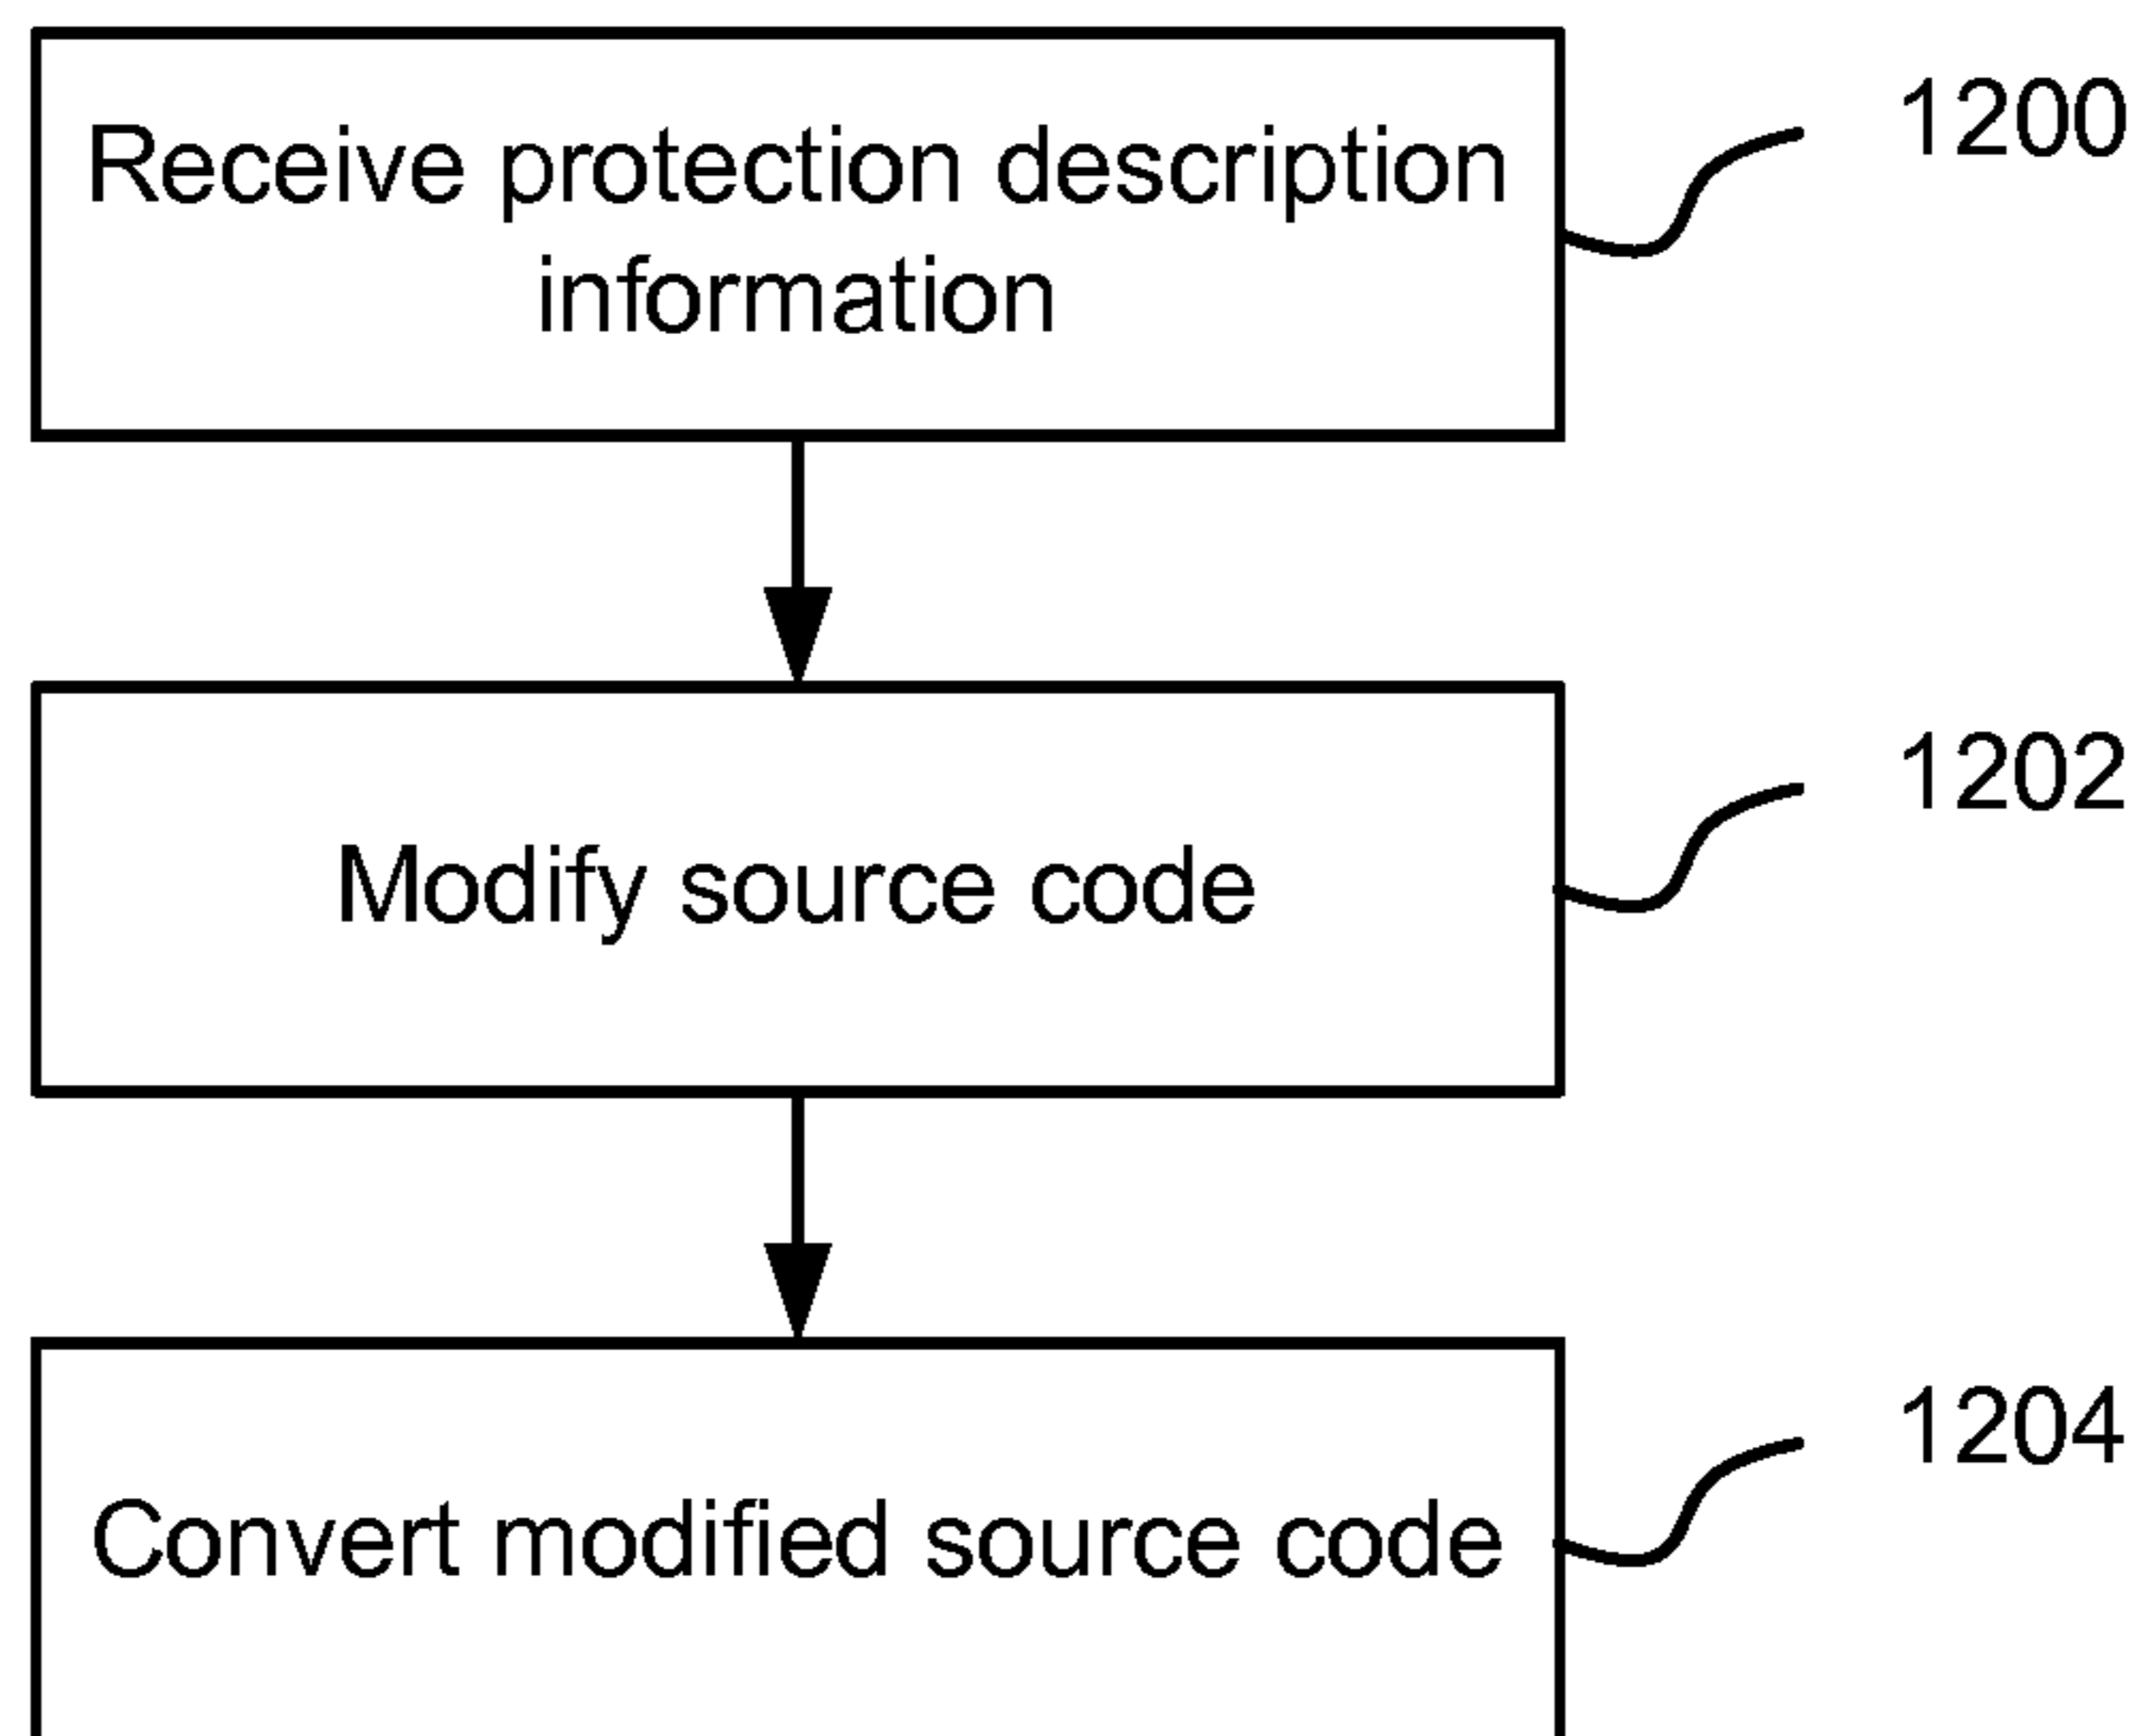 Receive protection description
information
1200
Modify source code
1202
Convert modified source code
1204